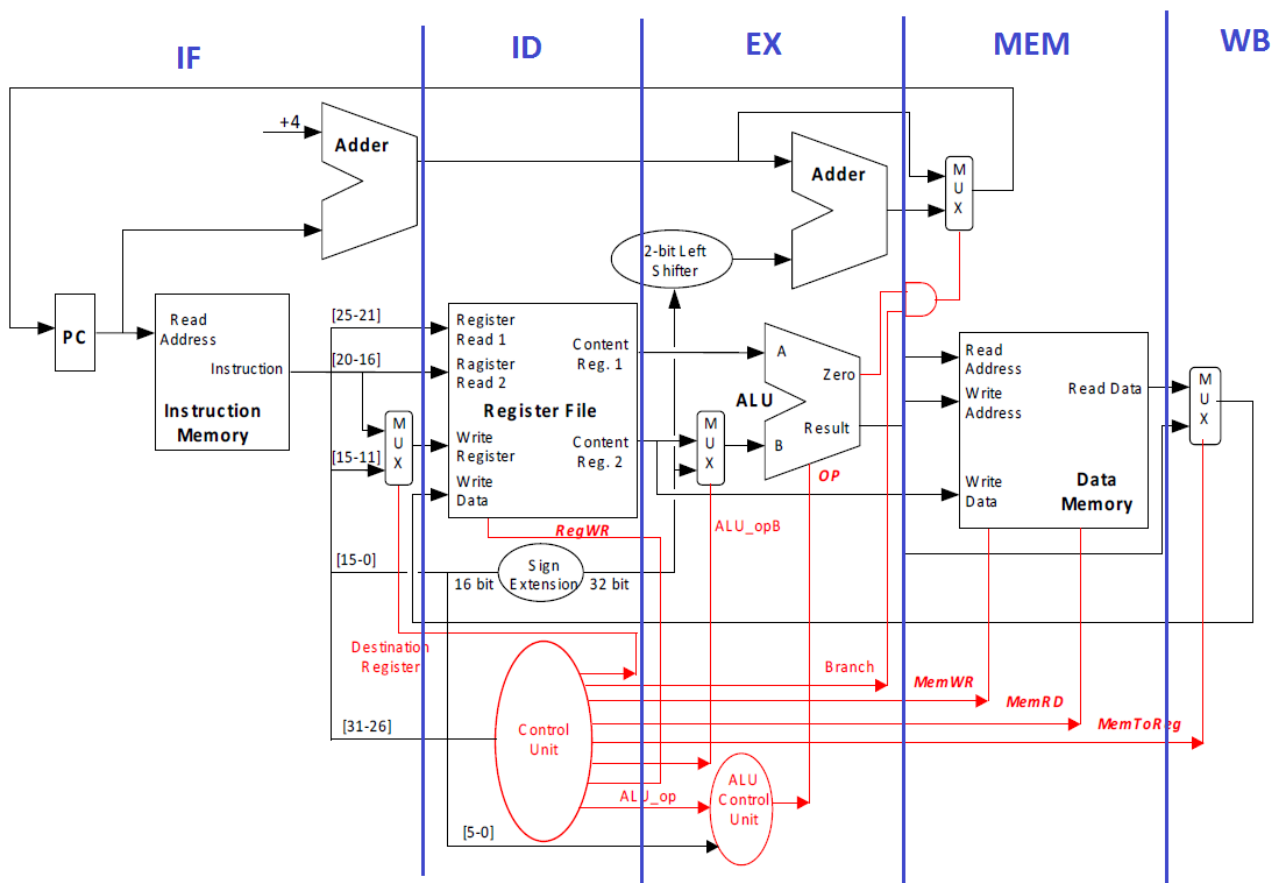 IF
ID
EX
MEM
WB
+4
Adder
Adder
M
U
X
2-bit Left
Shifter
PC
Read
Address
Instruction
Instruction
Memory
[25-21]
[20-16]
[15-11]
M
U
X
Register
Read 1
Ragister
Read 2
Content
Reg. 1
Register File
Write
Register
Content
Reg. 2
Write
Data
RegWR
M
U
X
A
Zero
ALU
Result
B
OP
ALU_opB
Read
Address
Write
Address
Read Data
Write
Data
Data
Memory
M
U
X
[15-0]
16 bit
Sign
Extension
32 bit
Destination
Register
Branch
MemWR
MemRD
MemToReg
[31-26]
Control
Unit
ALU_op
ALU
Control
Unit
[5-0]